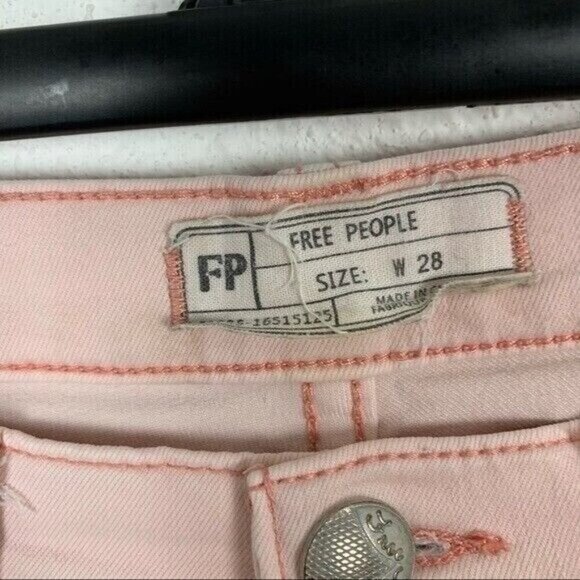 FP
FREE PEOPLE
SIZE: W 28
16515125
MADE IN